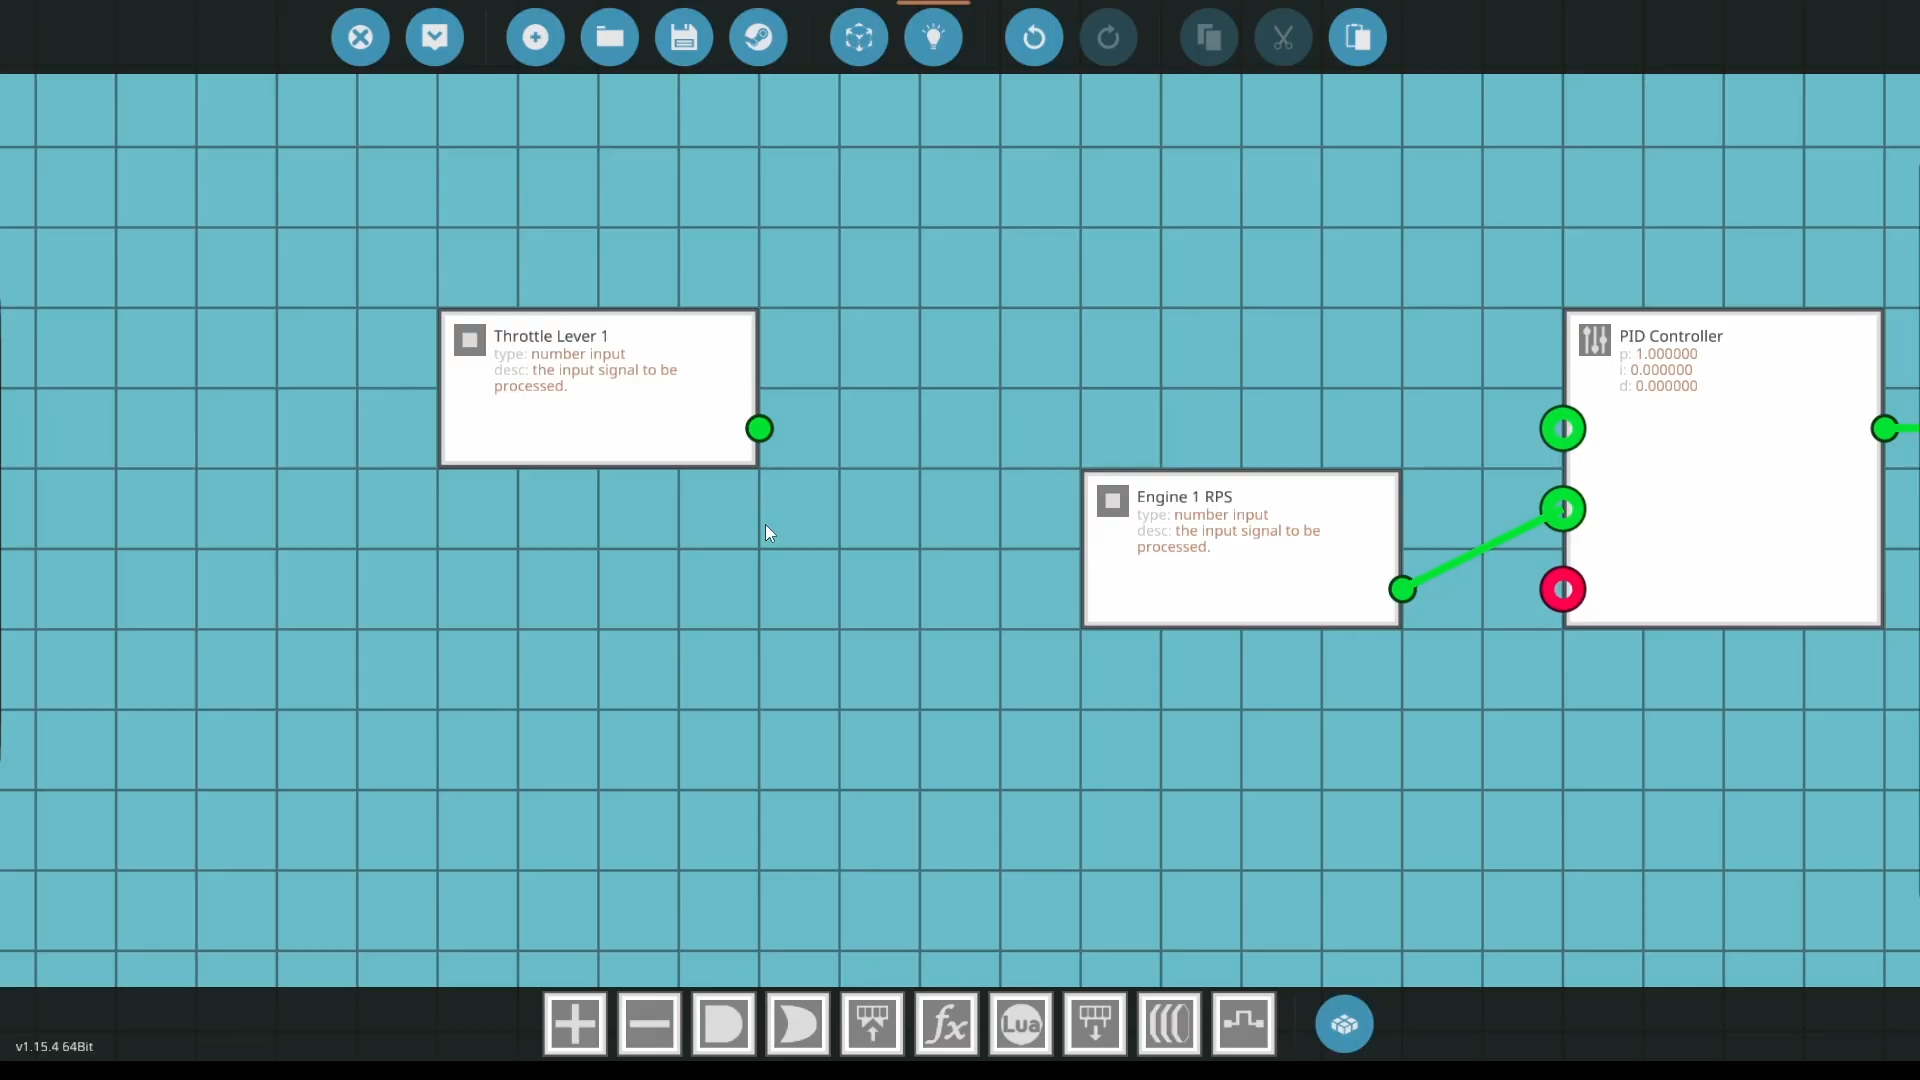 Throttle Lever 1
type: number input
desc: the input signal to be
processed.
PID Controller
p: 1.000000
i: 0.000000
d: 0.000000
Engine 1 RPS
type: number input
desc: the input signal to be
processed.
fx
Lua
v1.15.4 64Bit